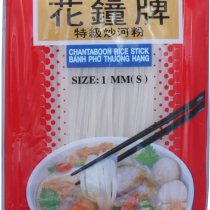 花鐘牌
特級炒河粉
CHANTABOON RICE STICK
BÁNH PHỞ THƯỢNG HẠNG
SIZE: 1 MM( S )